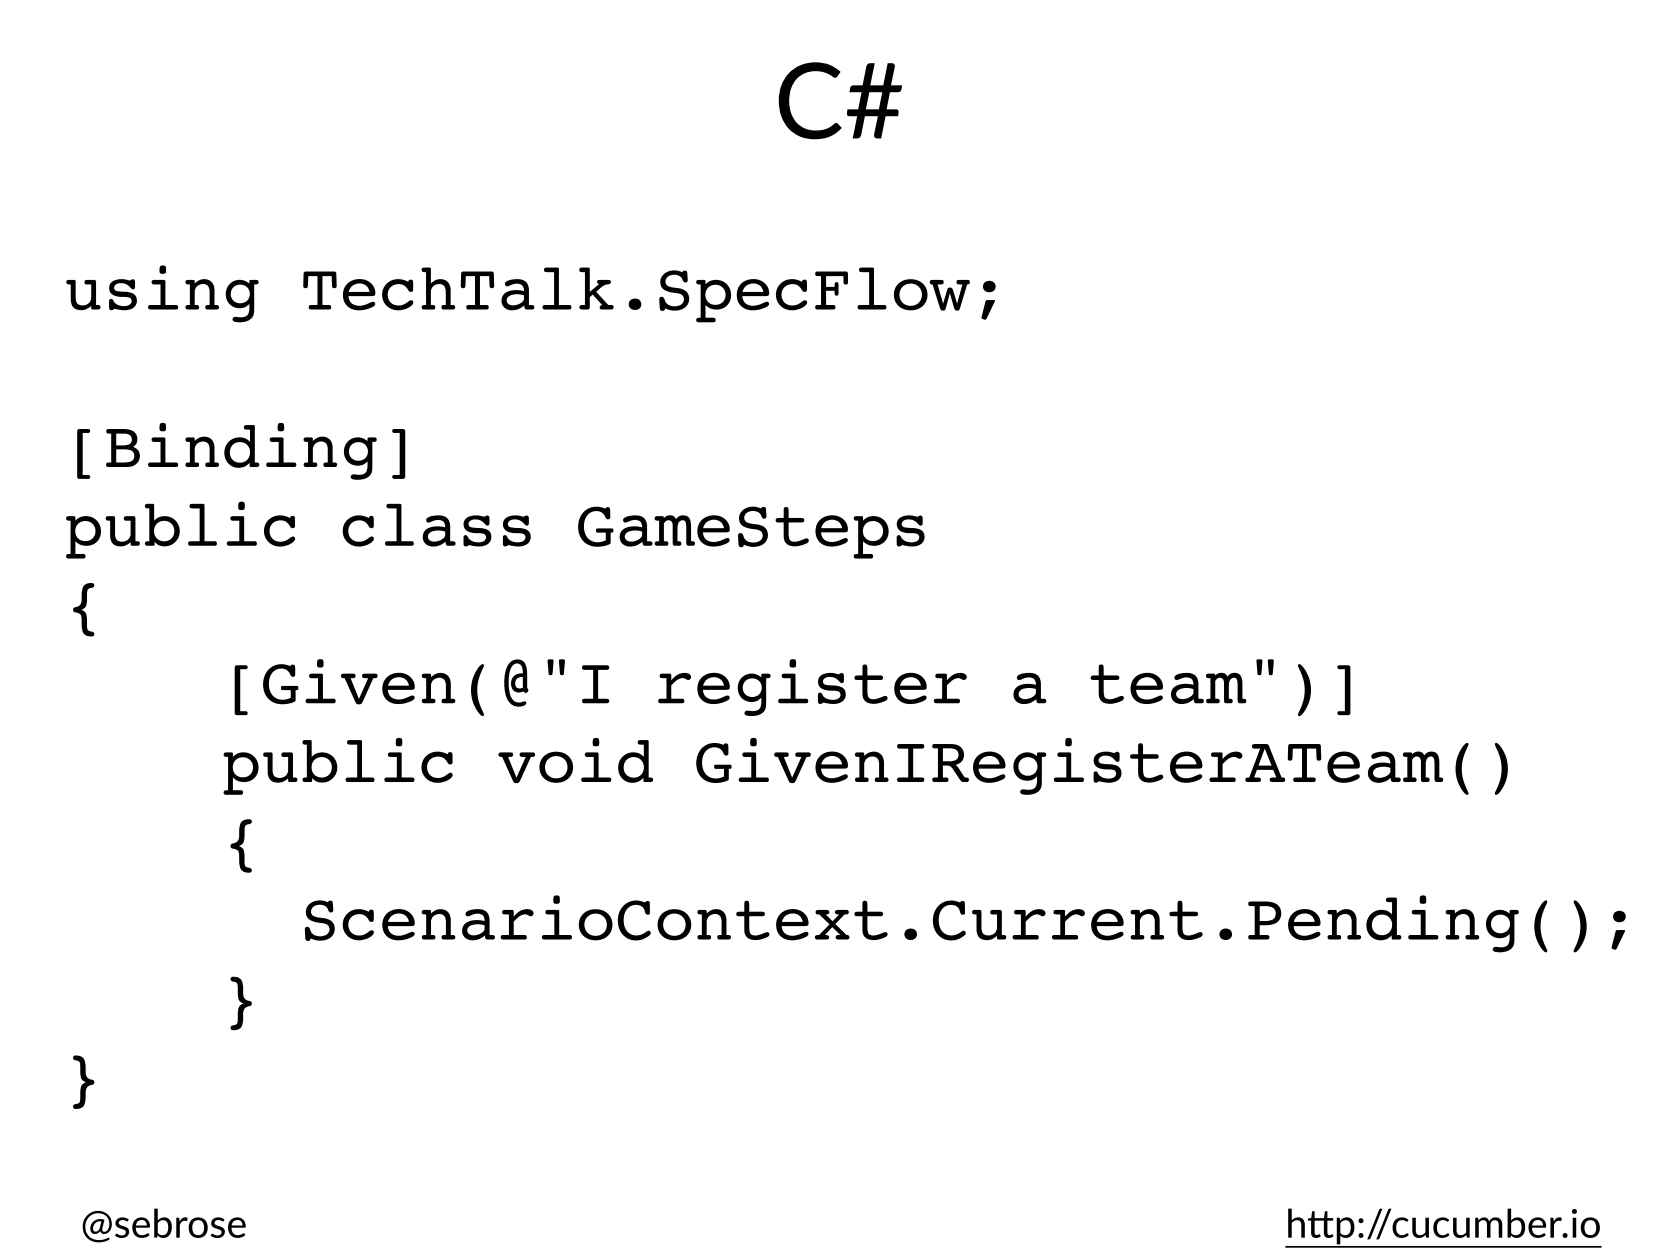 C#
using TechTalk.SpecFlow;
[Binding]
public class GameSteps
{
    [Given(@"I register a team")]
    public void GivenIRegisterATeam()
    {
      ScenarioContext.Current.Pending();
    }
}
@sebrose
http://cucumber.io